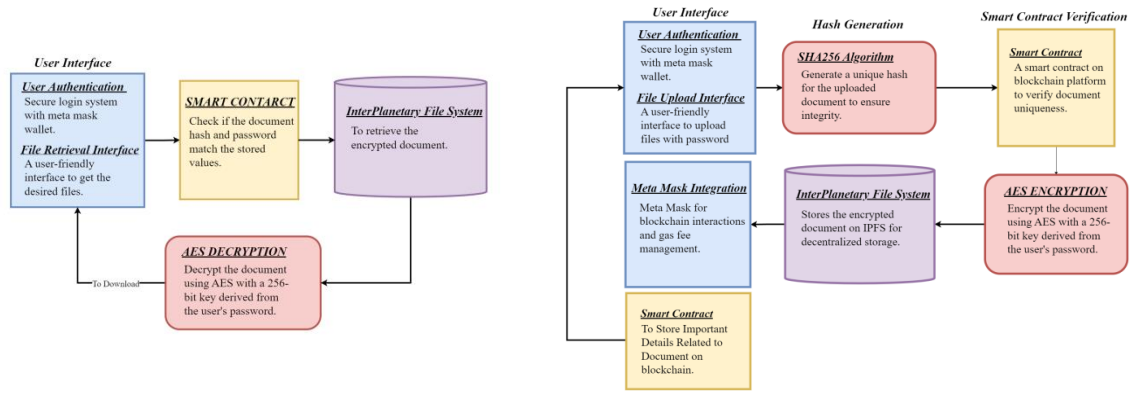 User Interface
User Authentication
Secure login system
with meta mask
wallet.
File Retrieval Interface
A user-friendly
interface to get the
desired files.
SMART CONTARCT
Check if the document
hash and password
match the stored
values.
InterPlanetary File System
To retrieve the
encrypted document.
AES DECRYPTION
Decrypt the document
using AES with a 256-
bit key derived from
the user's password.
To Download
User Interface
User Authentication
Secure login system
with meta mask
wallet.
File Upload Interface
A user-friendly
interface to upload
files with password
Hash Generation
SHA256 Algorithm
Generate a unique hash
for the uploaded
document to ensure
integrity.
Smart Contract Verification
Smart Contract
A smart contract on
blockchain platform
to verify document
uniqueness.
AES ENCRYPTION
Encrypt the document
using AES with a 256-
bit key derived from
the user's password.
InterPlanetary File System
Stores the encrypted
document on IPFS for
decentralized storage.
Meta Mask Integration
Meta Mask for
blockchain interactions
and gas fee
management.
Smart Contract
To Store Important
Details Related to
Document on
blockchain.